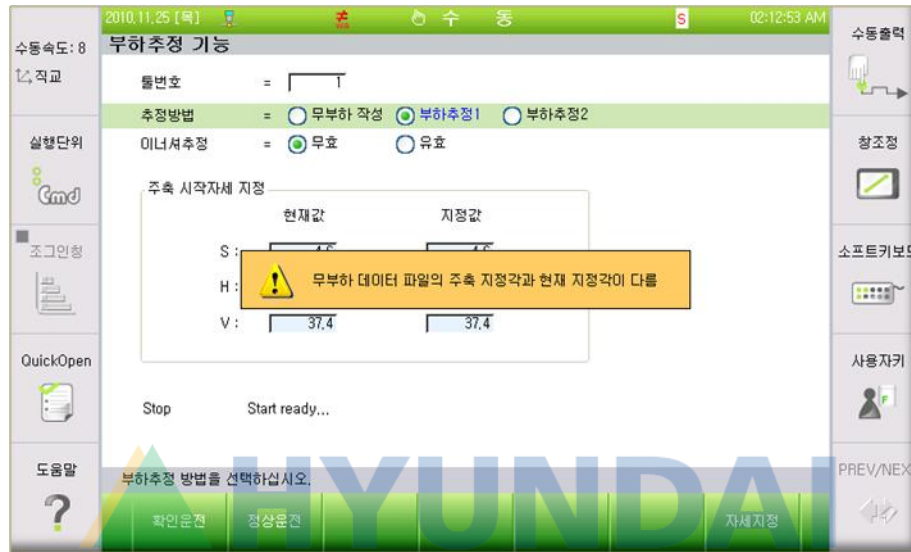 2010.11.25 [목] 수 동 S 02:12:53 AM
수동속도: 8
직교
부하추정 기능
수동출력
툴번호 = 1
추정방법 = 무부하 작성 부하추정1 부하추정2
이너셔추정 = 무효 유효
실행단위
Cmd
창조정
주축 시작자세 지정
현재값 지정값
조그인칭
소프트키보드
S :
무부하 데이터 파일의 주축 지정각과 현재 지정각이 다름
H :
V : 37.4 37.4
QuickOpen
사용자키
F
Stop Start ready...
도움말
PREV/NEX
부하추정 방법을 선택하십시오.
HYUNDAI
확인운전 정상운전 자세지정